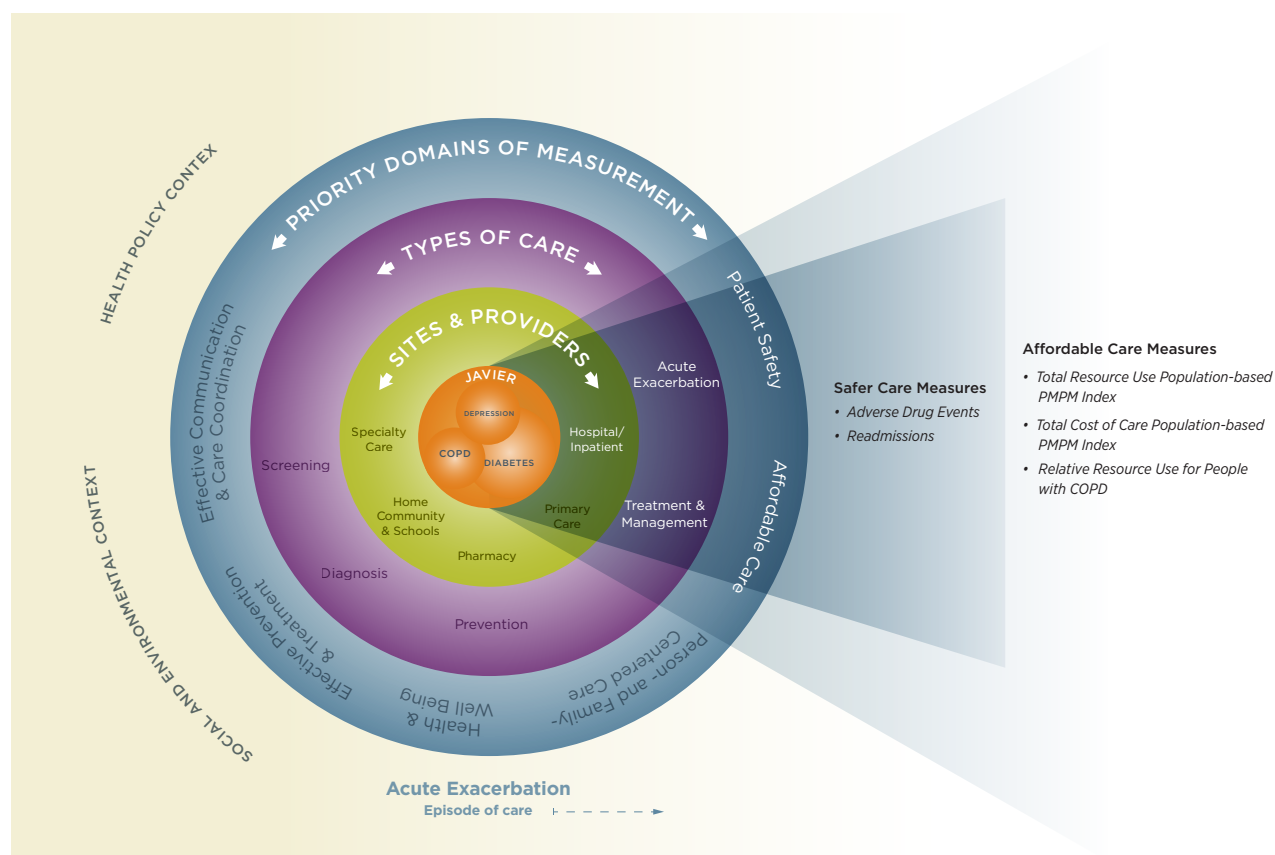 HEALTH POLICY CONTEX
SOCIAL AND ENVIRONMENTAL CONTEXT
PRIORITY DOMAINS OF MEASUREMENT
Patient Safety
Affordable Care
Person- and Family-
Centered Care
Health &
Well Being
Effective Prevention
& Treatment
Effective Communication
& Care Coordination
TYPES OF CARE
Acute
Exacerbation
Treatment &
Management
Prevention
Diagnosis
Screening
SITES & PROVIDERS
Hospital/
Inpatient
Primary
Care
Pharmacy
Home
Community
& Schools
Specialty
Care
JAVIER
DEPRESSION
COPD
DIABETES
Safer Care Measures
• Adverse Drug Events
• Readmissions
Affordable Care Measures
• Total Resource Use Population-based
PMPM Index
• Total Cost of Care Population-based
PMPM Index
• Relative Resource Use for People
with COPD
Acute Exacerbation
Episode of care